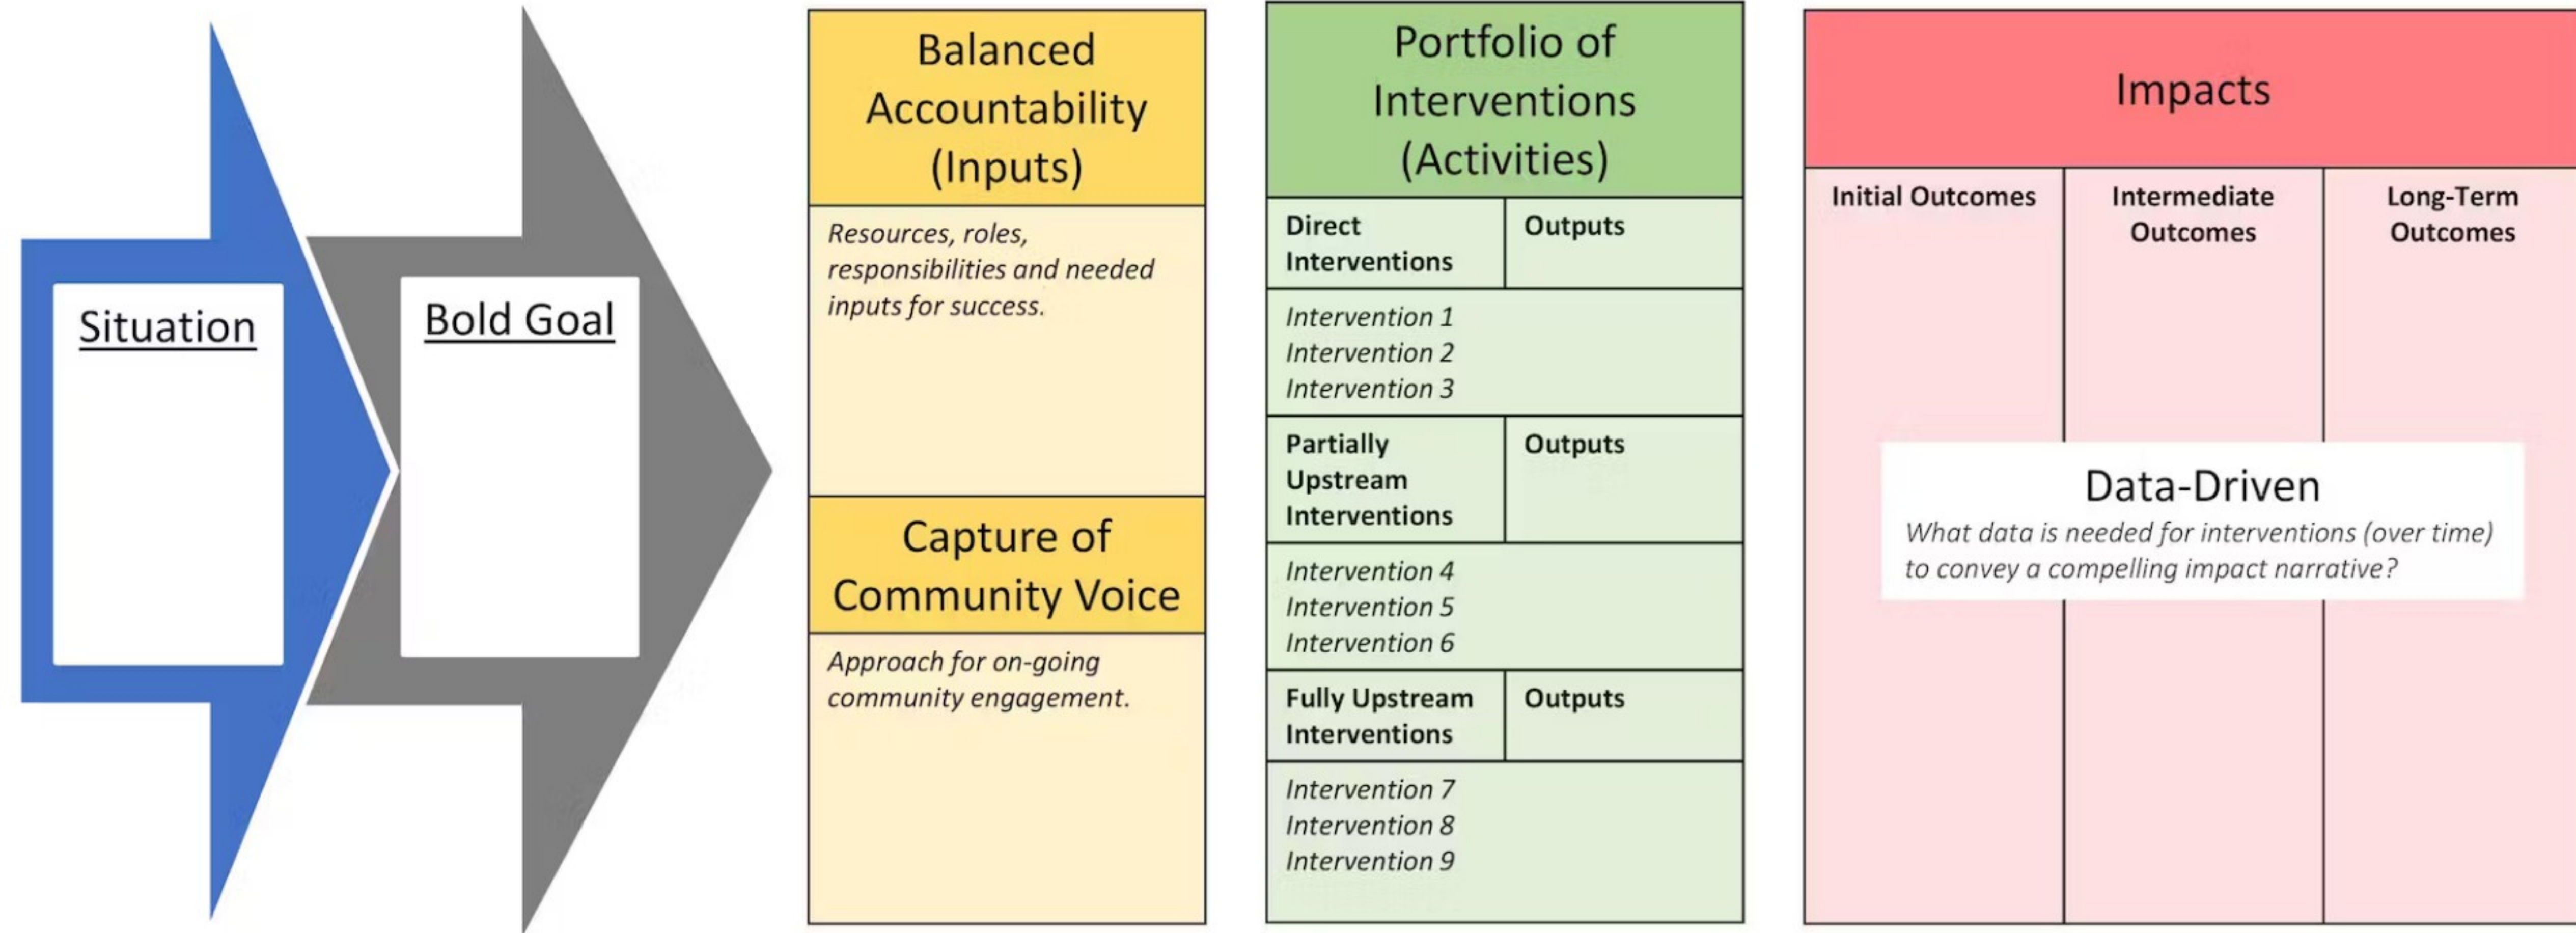 Situation
Bold Goal
Balanced
Accountability
(Inputs)
Resources, roles,
responsibilities and needed
inputs for success.
Capture of
Community Voice
Approach for on-going
community engagement.
Portfolio of
Interventions
(Activities)
Direct
Interventions
Outputs
Intervention 1
Intervention 2
Intervention 3
Partially
Upstream
Interventions
Outputs
Intervention 4
Intervention 5
Intervention 6
Fully Upstream
Interventions
Outputs
Intervention 7
Intervention 8
Intervention 9
Impacts
Initial Outcomes
Intermediate
Outcomes
Long-Term
Outcomes
Data-Driven
What data is needed for interventions (over time)
to convey a compelling impact narrative?